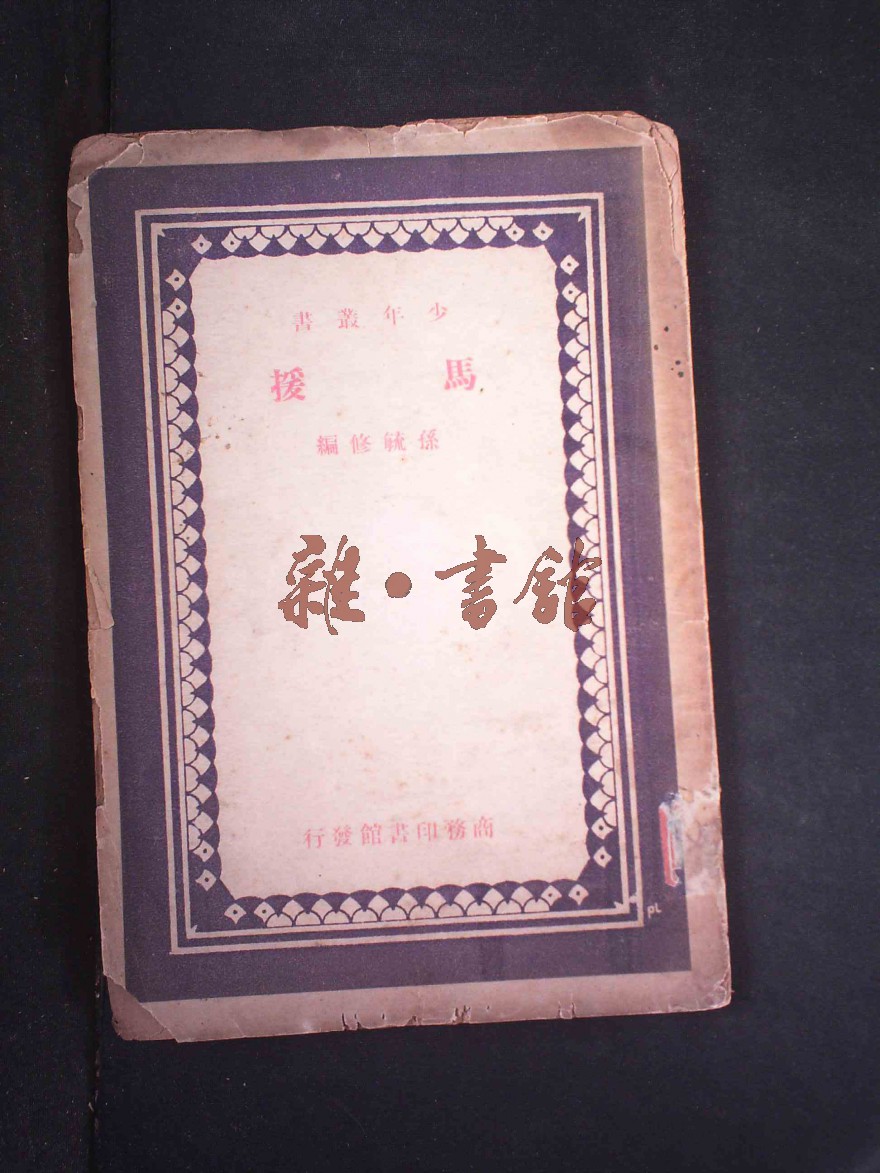 少年叢書
馬援
孫毓修編
雜·書館
商務印書館發行
pL